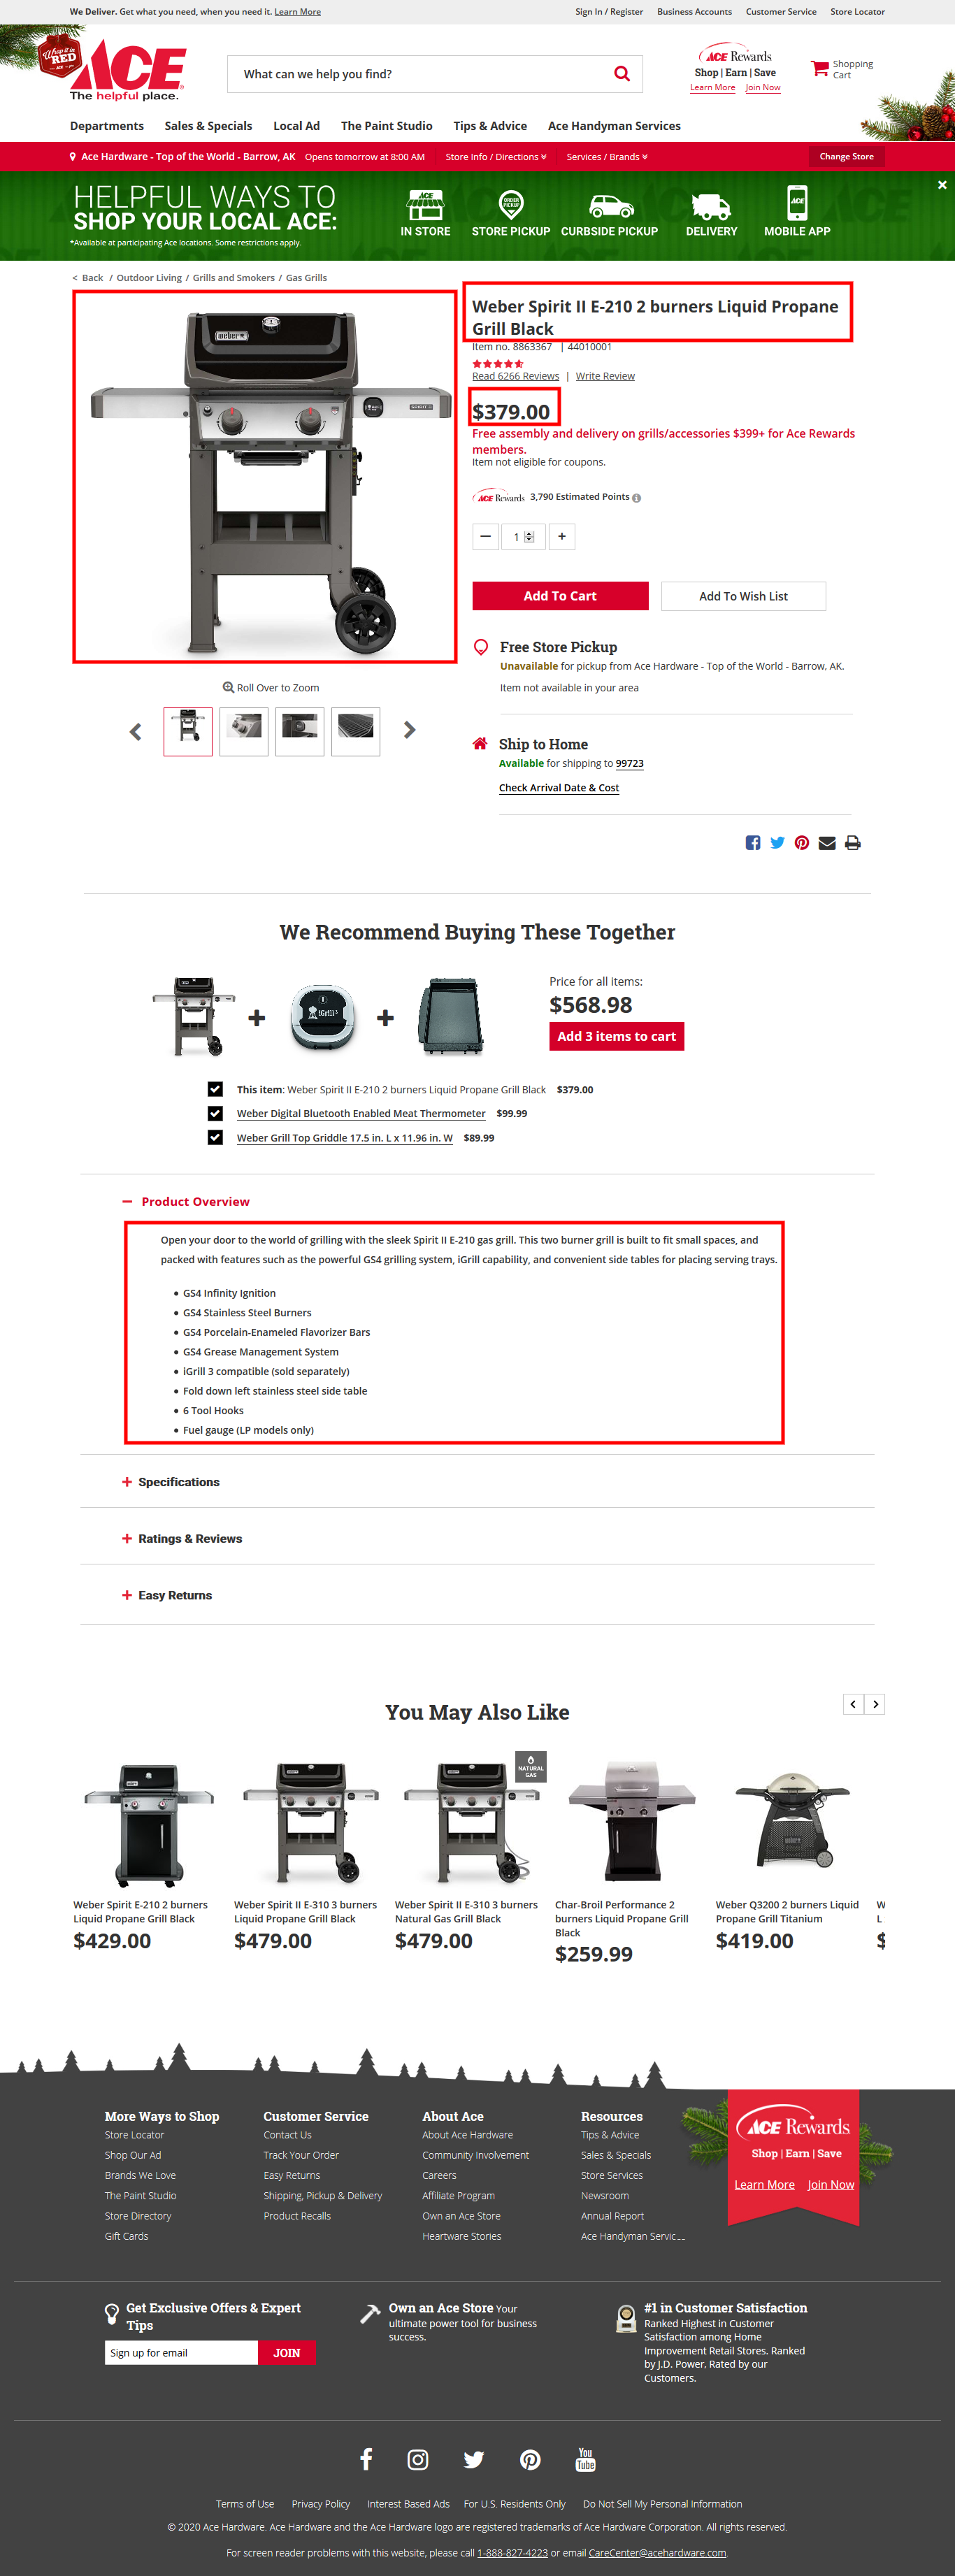 We Deliver. Get what you need, when you need it. Learn More
Sign In / Register Business Accounts Customer Service Store Locator
Wrap it in RED
ACE
The helpful place.
What can we help you find?
ACE Rewards
Shop | Earn | Save
Learn More Join Now
Shopping Cart
Departments Sales & Specials Local Ad The Paint Studio Tips & Advice Ace Handyman Services
Ace Hardware - Top of the World - Barrow, AK Opens tomorrow at 8:00 AM Store Info / Directions Services / Brands Change Store
HELPFUL WAYS TO
SHOP YOUR LOCAL ACE:
*Available at participating Ace locations. Some restrictions apply.
ACE
ORDER PICKUP
ACE
IN STORE STORE PICKUP CURBSIDE PICKUP DELIVERY MOBILE APP
< Back / Outdoor Living / Grills and Smokers / Gas Grills
weber
SPIRIT II
Weber Spirit II E-210 2 burners Liquid Propane
Grill Black
Item no. 8863367 | 44010001
Read 6266 Reviews | Write Review
$379.00
Free assembly and delivery on grills/accessories $399+ for Ace Rewards
members.
Item not eligible for coupons.
ACE Rewards 3,790 Estimated Points
— 1 +
Add To Cart Add To Wish List
Free Store Pickup
Unavailable for pickup from Ace Hardware - Top of the World - Barrow, AK.
Item not available in your area
Roll Over to Zoom
Ship to Home
Available for shipping to 99723
Check Arrival Date & Cost
We Recommend Buying These Together
+ iGrill 3 +
Price for all items:
$568.98
Add 3 items to cart
This item: Weber Spirit II E-210 2 burners Liquid Propane Grill Black $379.00
Weber Digital Bluetooth Enabled Meat Thermometer $99.99
Weber Grill Top Griddle 17.5 in. L x 11.96 in. W $89.99
− Product Overview
Open your door to the world of grilling with the sleek Spirit II E-210 gas grill. This two burner grill is built to fit small spaces, and
packed with features such as the powerful GS4 grilling system, iGrill capability, and convenient side tables for placing serving trays.
• GS4 Infinity Ignition
• GS4 Stainless Steel Burners
• GS4 Porcelain-Enameled Flavorizer Bars
• GS4 Grease Management System
• iGrill 3 compatible (sold separately)
• Fold down left stainless steel side table
• 6 Tool Hooks
• Fuel gauge (LP models only)
+ Specifications
+ Ratings & Reviews
+ Easy Returns
You May Also Like
NATURAL GAS
Weber Spirit E-210 2 burners
Liquid Propane Grill Black
$429.00
Weber Spirit II E-310 3 burners
Liquid Propane Grill Black
$479.00
Weber Spirit II E-310 3 burners
Natural Gas Grill Black
$479.00
Char-Broil Performance 2
burners Liquid Propane Grill
Black
$259.99
Weber Q3200 2 burners Liquid
Propane Grill Titanium
$419.00
W
L
$
More Ways to Shop
Store Locator
Shop Our Ad
Brands We Love
The Paint Studio
Store Directory
Gift Cards
Customer Service
Contact Us
Track Your Order
Easy Returns
Shipping, Pickup & Delivery
Product Recalls
About Ace
About Ace Hardware
Community Involvement
Careers
Affiliate Program
Own an Ace Store
Heartware Stories
Resources
Tips & Advice
Sales & Specials
Store Services
Newsroom
Annual Report
Ace Handyman Servic
ACE Rewards
Shop | Earn | Save
Learn More Join Now
Get Exclusive Offers & Expert
Tips
Sign up for email JOIN
Own an Ace Store Your
ultimate power tool for business
success.
#1 in Customer Satisfaction
Ranked Highest in Customer
Satisfaction among Home
Improvement Retail Stores. Ranked
by J.D. Power, Rated by our
Customers.
You Tube
Terms of Use Privacy Policy Interest Based Ads For U.S. Residents Only Do Not Sell My Personal Information
© 2020 Ace Hardware. Ace Hardware and the Ace Hardware logo are registered trademarks of Ace Hardware Corporation. All rights reserved.
For screen reader problems with this website, please call 1-888-827-4223 or email CareCenter@acehardware.com.